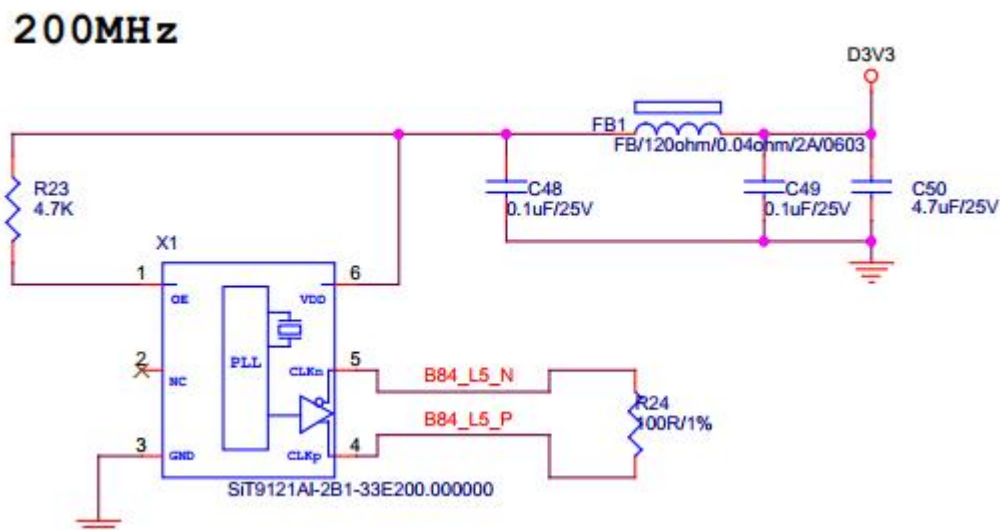 200MHz
D3V3
FB1
FB/120ohm/0.04ohm/2A/0603
R23
4.7K
C48
0.1uF/25V
C49
0.1uF/25V
C50
4.7uF/25V
X1
1
6
OE
VDD
PLL
2
5
NC
CLKn
B84_L5_N
R24
100R/1%
B84_L5_P
3
4
GND
CLKp
SiT9121AI-2B1-33E200.000000